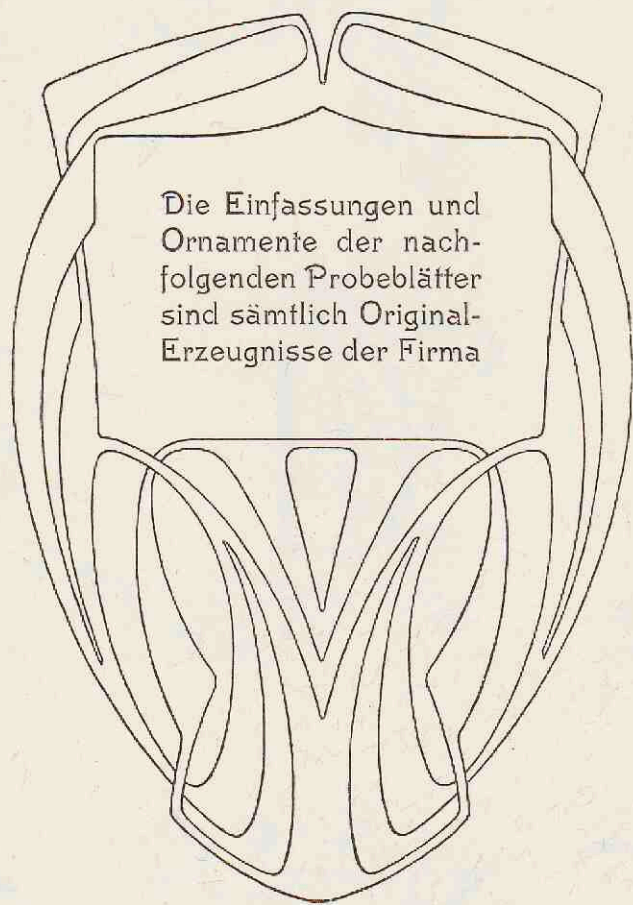 Die Einfassungen und
Ornamente der nach-
folgenden Probeblätter
sind sämtlich Original-
Erzeugnisse der Firma